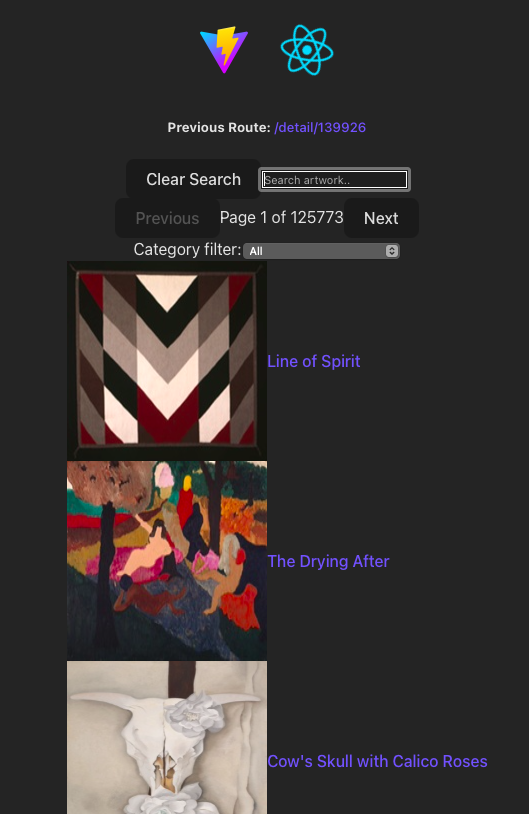 Previous Route: /detail/139926
Clear Search Search artwork..
Previous Page 1 of 125773 Next
Category filter: All
Line of Spirit
The Drying After
Cow's Skull with Calico Roses